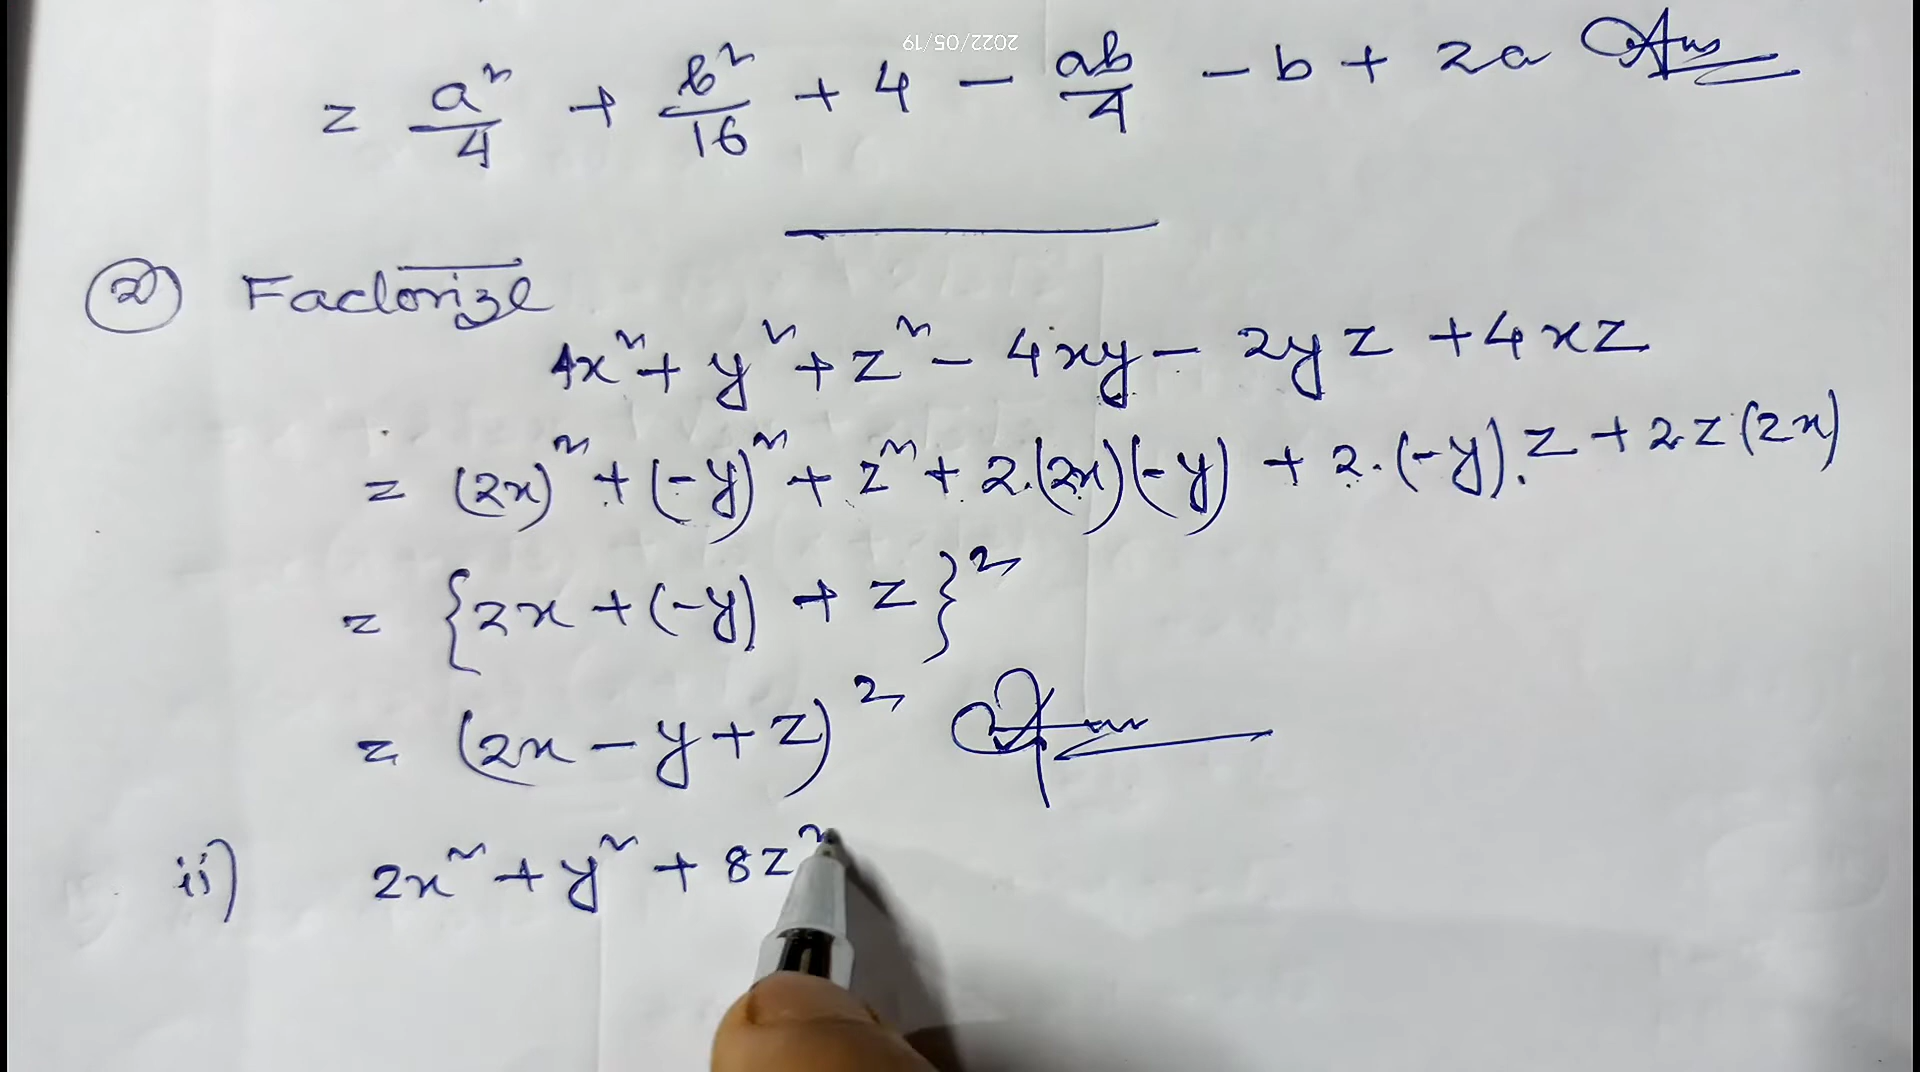 2022/05/19
= a²/4 + b²/16 + 4 - ab/4 - b + 2a Ans
② Factorize
4x² + y² + z² - 4xy - 2yz + 4xz
= (2x)² + (-y)² + z² + 2.(2x)(-y) + 2.(-y).z + 2z(2x)
= {2x + (-y) + z}²
= (2x - y + z)² Ans
ii) 2x² + y² + 8z²